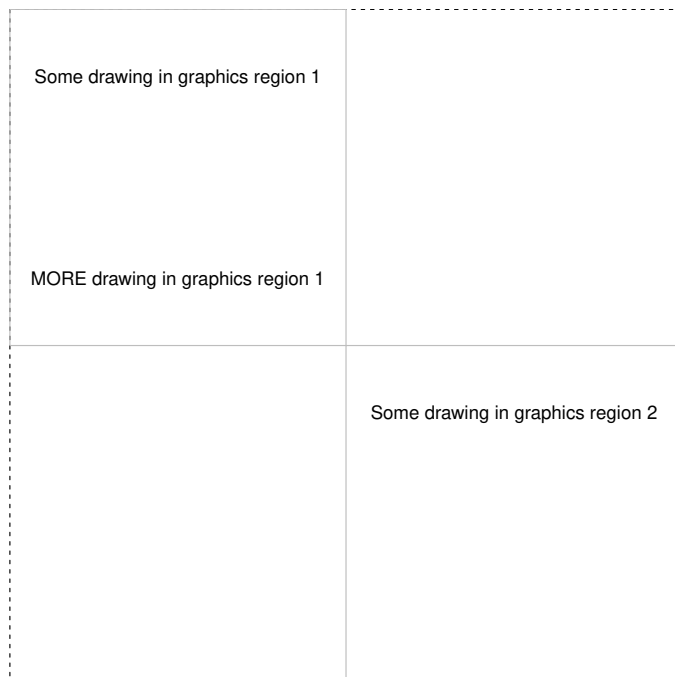 Some drawing in graphics region 1
MORE drawing in graphics region 1
Some drawing in graphics region 2